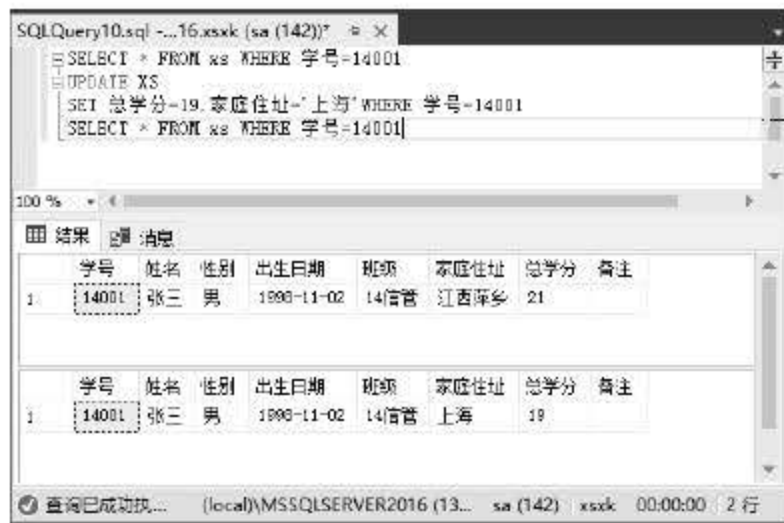 SQLQuery10.sql -...16.xsxk (sa (142))*
SELECT * FROM xs WHERE 学号=14001
UPDATE XS
SET 总学分=19,家庭住址='上海'WHERE 学号=14001
SELECT * FROM xs WHERE 学号=14001
100 %
结果 消息
学号 姓名 性别 出生日期 班级 家庭住址 总学分 备注
1 14001 张三 男 1996-11-02 14信管 江西萍乡 21
学号 姓名 性别 出生日期 班级 家庭住址 总学分 备注
1 14001 张三 男 1996-11-02 14信管 上海 19
查询已成功执... (local)\MSSQLSERVER2016 (13... sa (142) xsxk 00:00:00 2 行